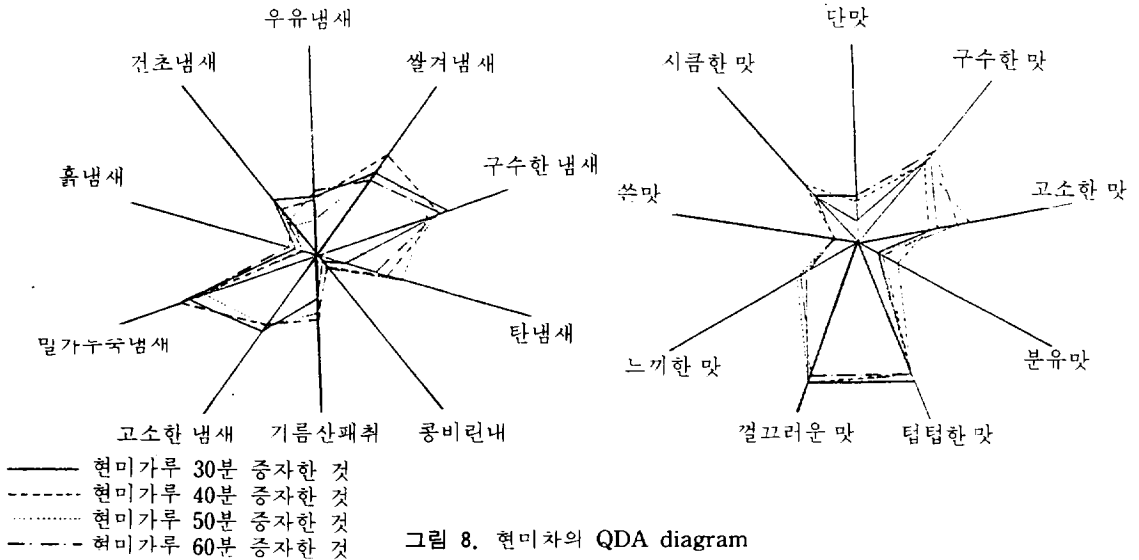 우유냄새
건초냄새
쌀겨냄새
흙냄새
구수한 냄새
밀가루죽냄새
탄냄새
고소한 냄새
기름산패취
콩비린내
단맛
시큼한 맛
구수한 맛
쓴맛
고소한 맛
느끼한 맛
분유맛
껄끄러운 맛
텁텁한 맛
현미가루 30분 증자한 것
현미가루 40분 증자한 것
현미가루 50분 증자한 것
현미가루 60분 증자한 것
그림 8. 현미차의 QDA diagram